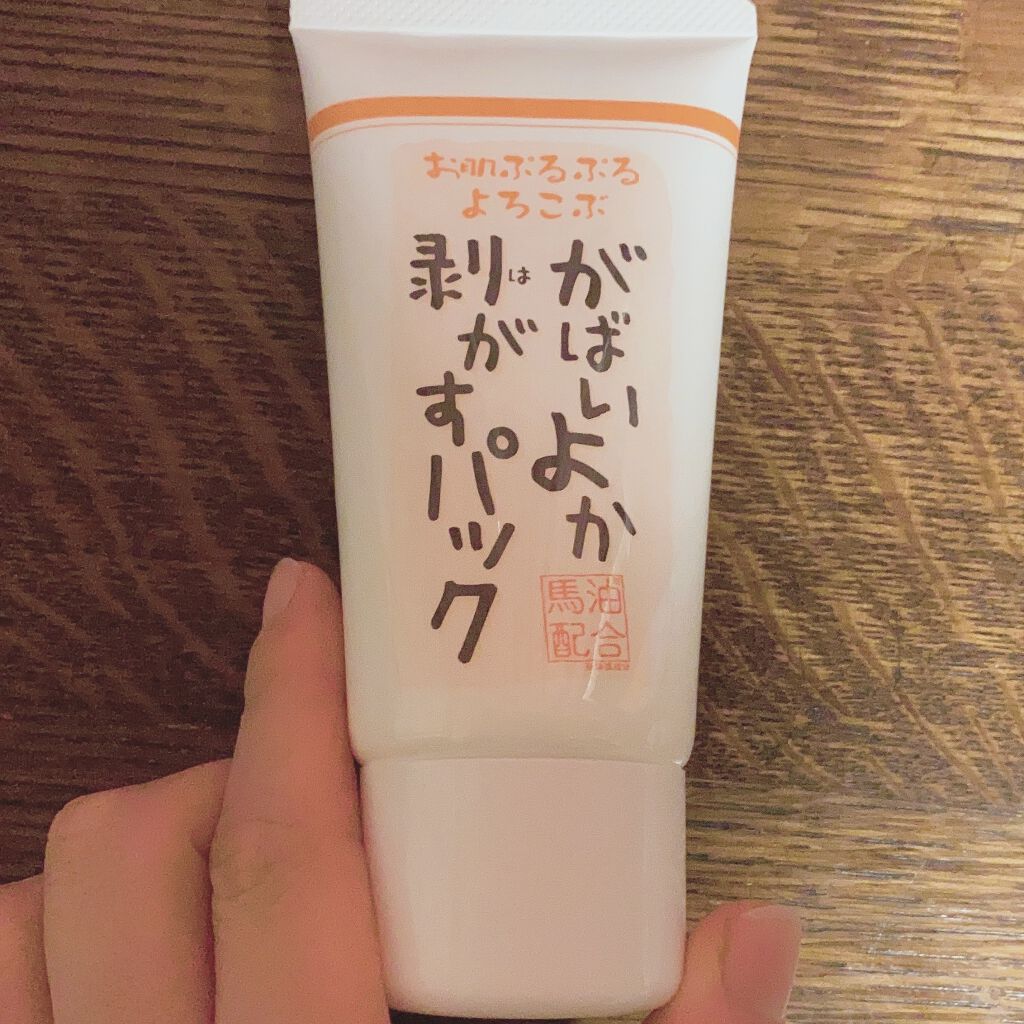 お肌ぷるぷる
よろこぶ
がばいよか
剥がすパック
は
馬油
配合